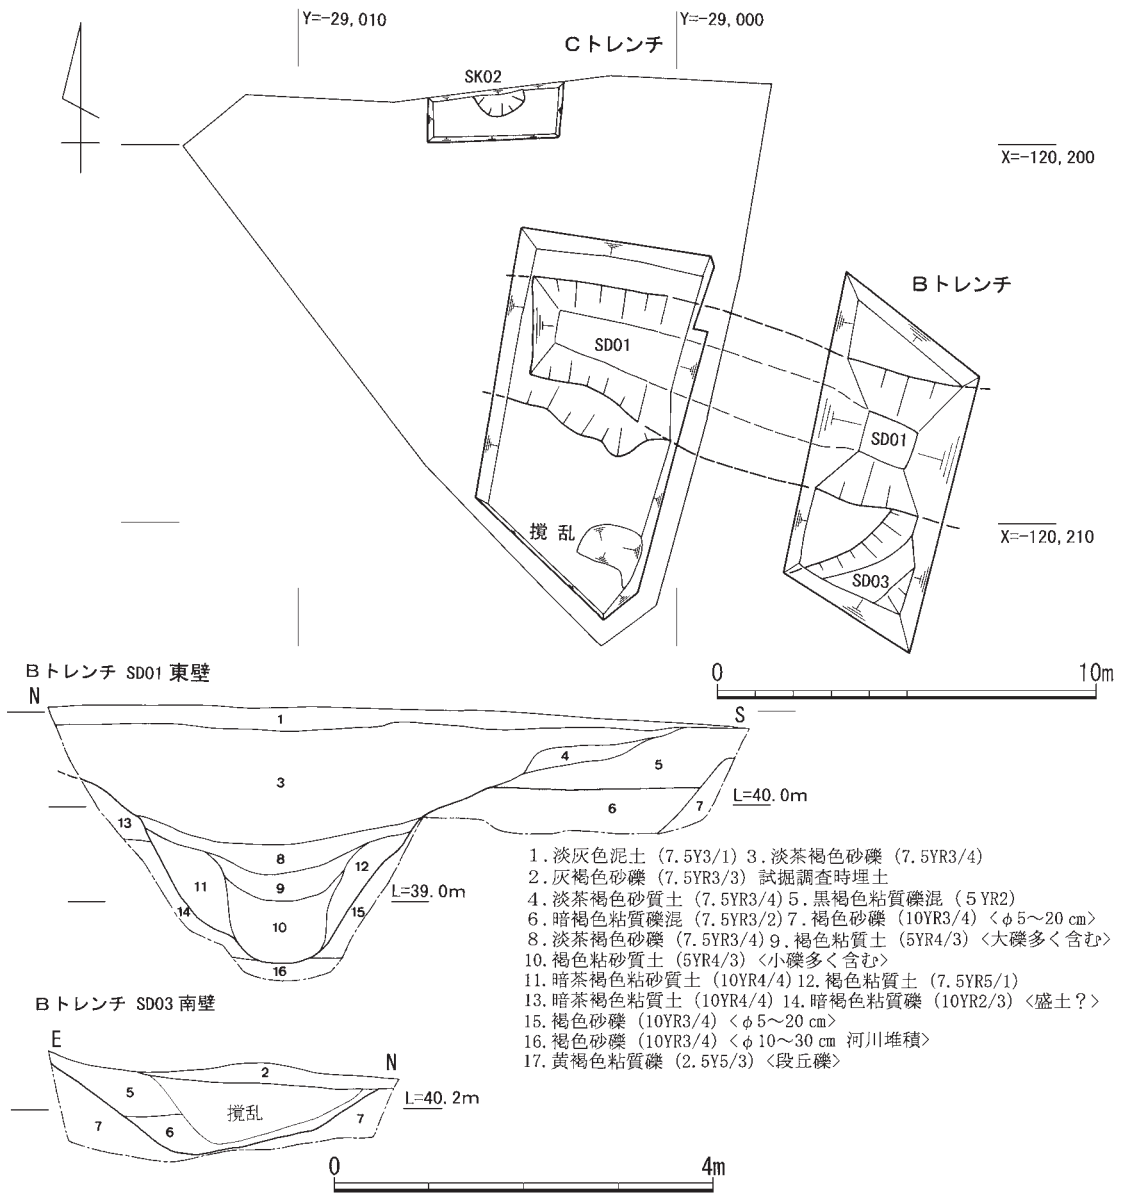 Y=-29,010
Y=-29,000
Cトレンチ
SK02
X=-120,200
Bトレンチ
SD01
SD01
撹乱
X=-120,210
SD03
Bトレンチ SD01 東壁
0 10m
N
S
1
3
4
5
6
7
L=40.0m
13
8
12
11
9
L=39.0m
14
15
10
16
1.淡灰色泥土(7.5Y3/1) 3.淡茶褐色砂礫(7.5YR3/4)
2.灰褐色砂礫(7.5YR3/3)試掘調査時埋土
4.淡茶褐色砂質土(7.5YR3/4) 5.黒褐色粘質礫混(5YR2)
6.暗褐色粘質礫混(7.5YR3/2) 7.褐色砂礫(10YR3/4)<φ5~20㎝>
8.淡茶褐色砂礫(7.5YR3/4) 9.褐色粘質土(5YR4/3)<大礫多く含む>
10.褐色粘砂質土(5YR4/3)<小礫多く含む>
11.暗茶褐色粘砂質土(10YR4/4) 12.褐色粘質土(7.5YR5/1)
13.暗茶褐色粘質土(10YR4/4) 14.暗褐色粘質礫(10YR2/3)<盛土?>
15.褐色砂礫(10YR3/4)<φ5~20㎝>
16.褐色砂礫(10YR3/4)<φ10~30㎝ 河川堆積>
17.黄褐色粘質礫(2.5Y5/3)<段丘礫>
Bトレンチ SD03 南壁
E
N
2
5
撹乱
7
6
7
L=40.2m
0 4m